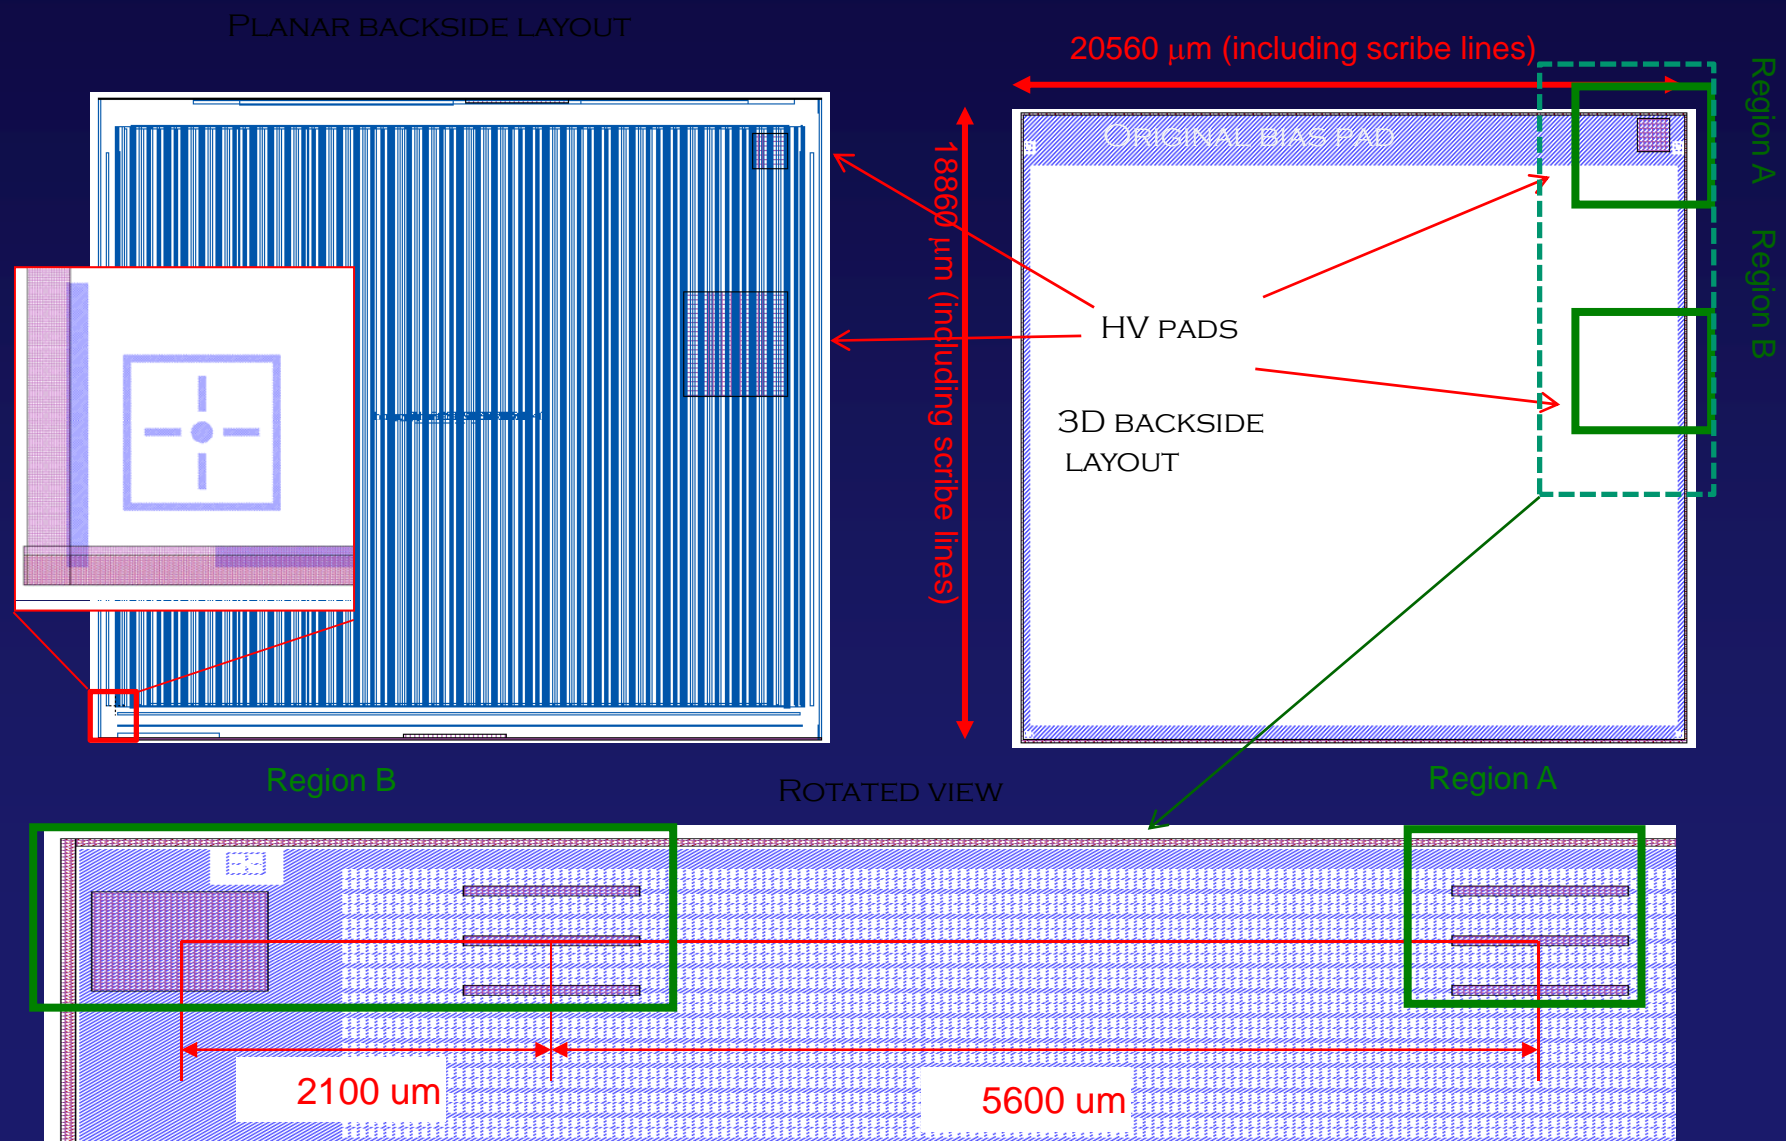 PLANAR BACKSIDE LAYOUT
20560 μm (including scribe lines)
Region A
Region B
ORIGINAL BIAS PAD
18860 μm (including scribe lines)
HV PADS
3D BACKSIDE
LAYOUT
Region B
ROTATED VIEW
Region A
2100 um
5600 um